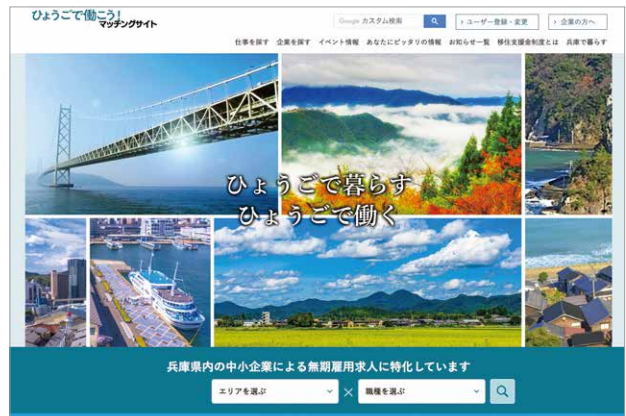 ひょうごで働こう!
マッチングサイト
Google カスタム検索
› ユーザー登録・変更
› 企業の方へ
仕事を探す 企業を探す イベント情報 あなたにピッタリの情報 お知らせ一覧 移住支援金制度とは 兵庫で暮らす
ひょうごで暮らす
ひょうごで働く
兵庫県内の中小企業による無期雇用求人に特化しています
エリアを選ぶ × 職種を選ぶ